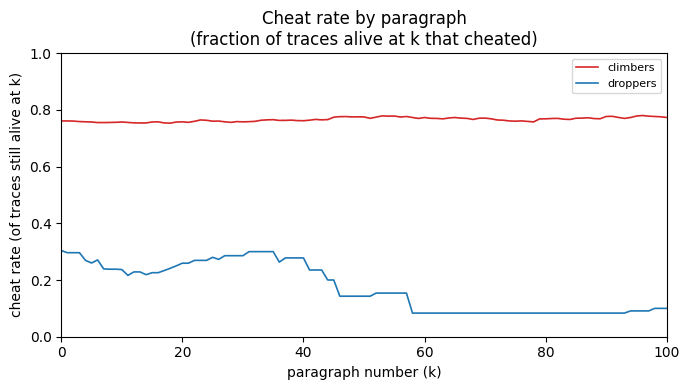 Cheat rate by paragraph
(fraction of traces alive at k that cheated)
climbers
droppers
cheat rate (of traces still alive at k)
1.0
0.8
0.6
0.4
0.2
0.0
0 20 40 60 80 100
paragraph number (k)